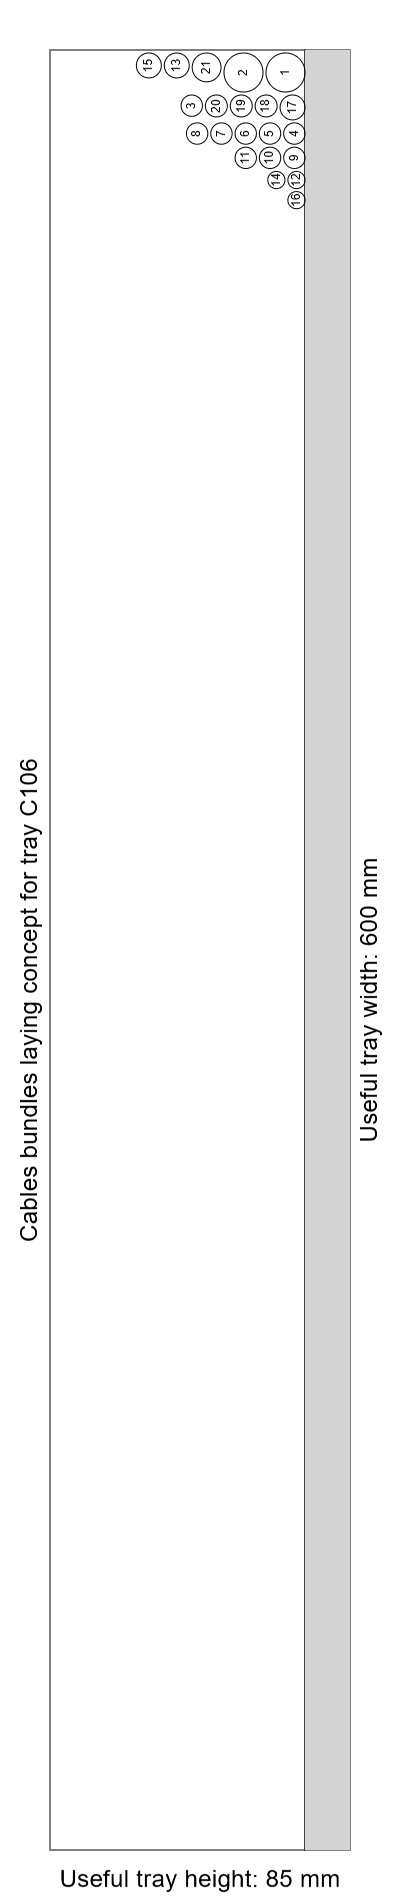 Cables bundles laying concept for tray C106
15 13 21 2 1
3 20 19 18 17
8 7 6 5 4
11 10 9
14 12
16
Useful tray width: 600 mm
Useful tray height: 85 mm